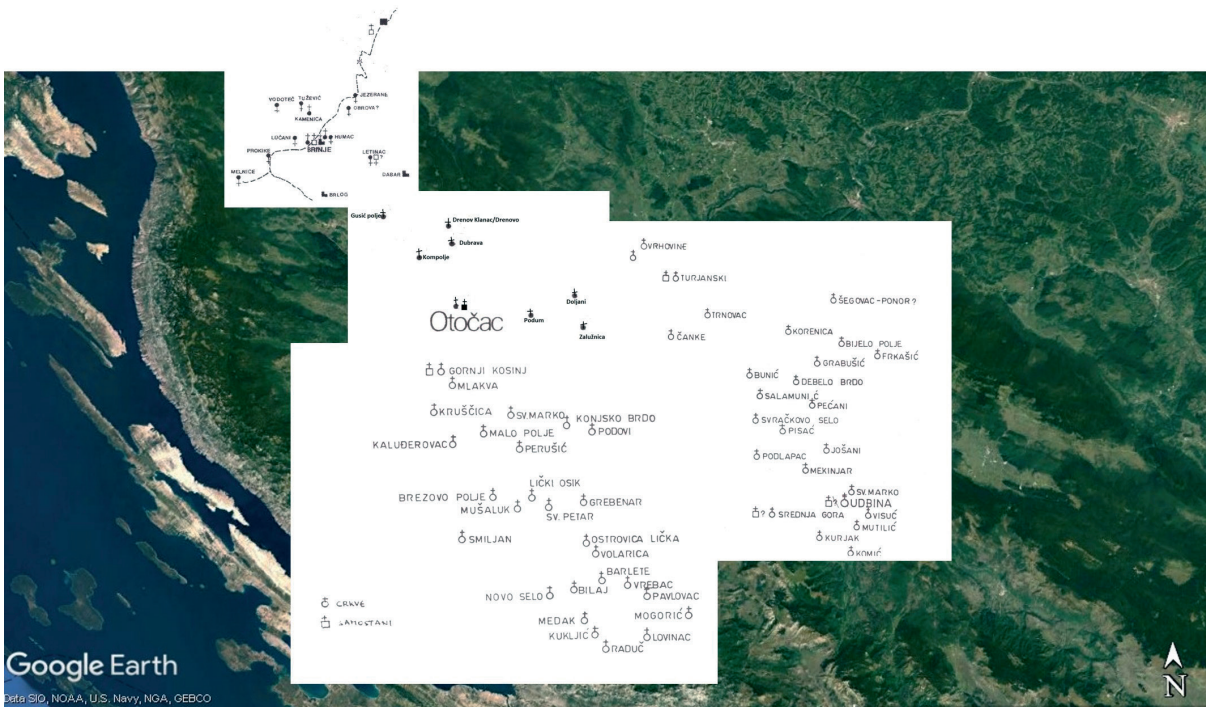 JEZERANE
VODOTEČ
TUŽEVIĆ
OBROVA?
KAMENICA
LUČANI
HUMAC
BRINJE
PROKIKE
LETINAC
?
MELNICE
DABAR
BRLOG
Gusić polje
Drenov Klanac/Drenovo
Dubrava
Kompolje
VRHOVINE
TURJANSKI
Doljani
ŠEGOVAC-PONOR?
Otočac
Podum
TRNOVAC
Zalužnica
ČANKE
KORENICA
BIJELO POLJE
FRKAŠIĆ
GRABUŠIĆ
GORNJI KOSINJ
BUNIĆ
MLAKVA
DEBELO BRDO
SALAMUNIĆ
PEĆANI
KRUŠČICA
SV.MARKO
KONJSKO BRDO
SVRAČKOVO SELO
MALO POLJE
PODOVI
PISAĆ
KALUĐEROVAC
PERUŠIĆ
JOŠANI
PODLAPAC
MEKINJAR
LIČKI OSIK
BREZOVO POLJE
GREBENAR
SV.MARKO
MUŠALUK
SV. PETAR
? UDBINA
? SREDNJA GORA
VISUĆ
MUTILIĆ
SMILJAN
OSTROVICA LIČKA
KURJAK
VOLARICA
KOMIĆ
BARLETE
VREBAC
BILAJ
NOVO SELO
PAVLOVAC
CRKVE
MEDAK
MOGORIĆ
SAMOSTANI
KUKLJIĆ
LOVINAC
RADUČ
Google Earth
Data SIO, NOAA, U.S. Navy, NGA, GEBCO
N